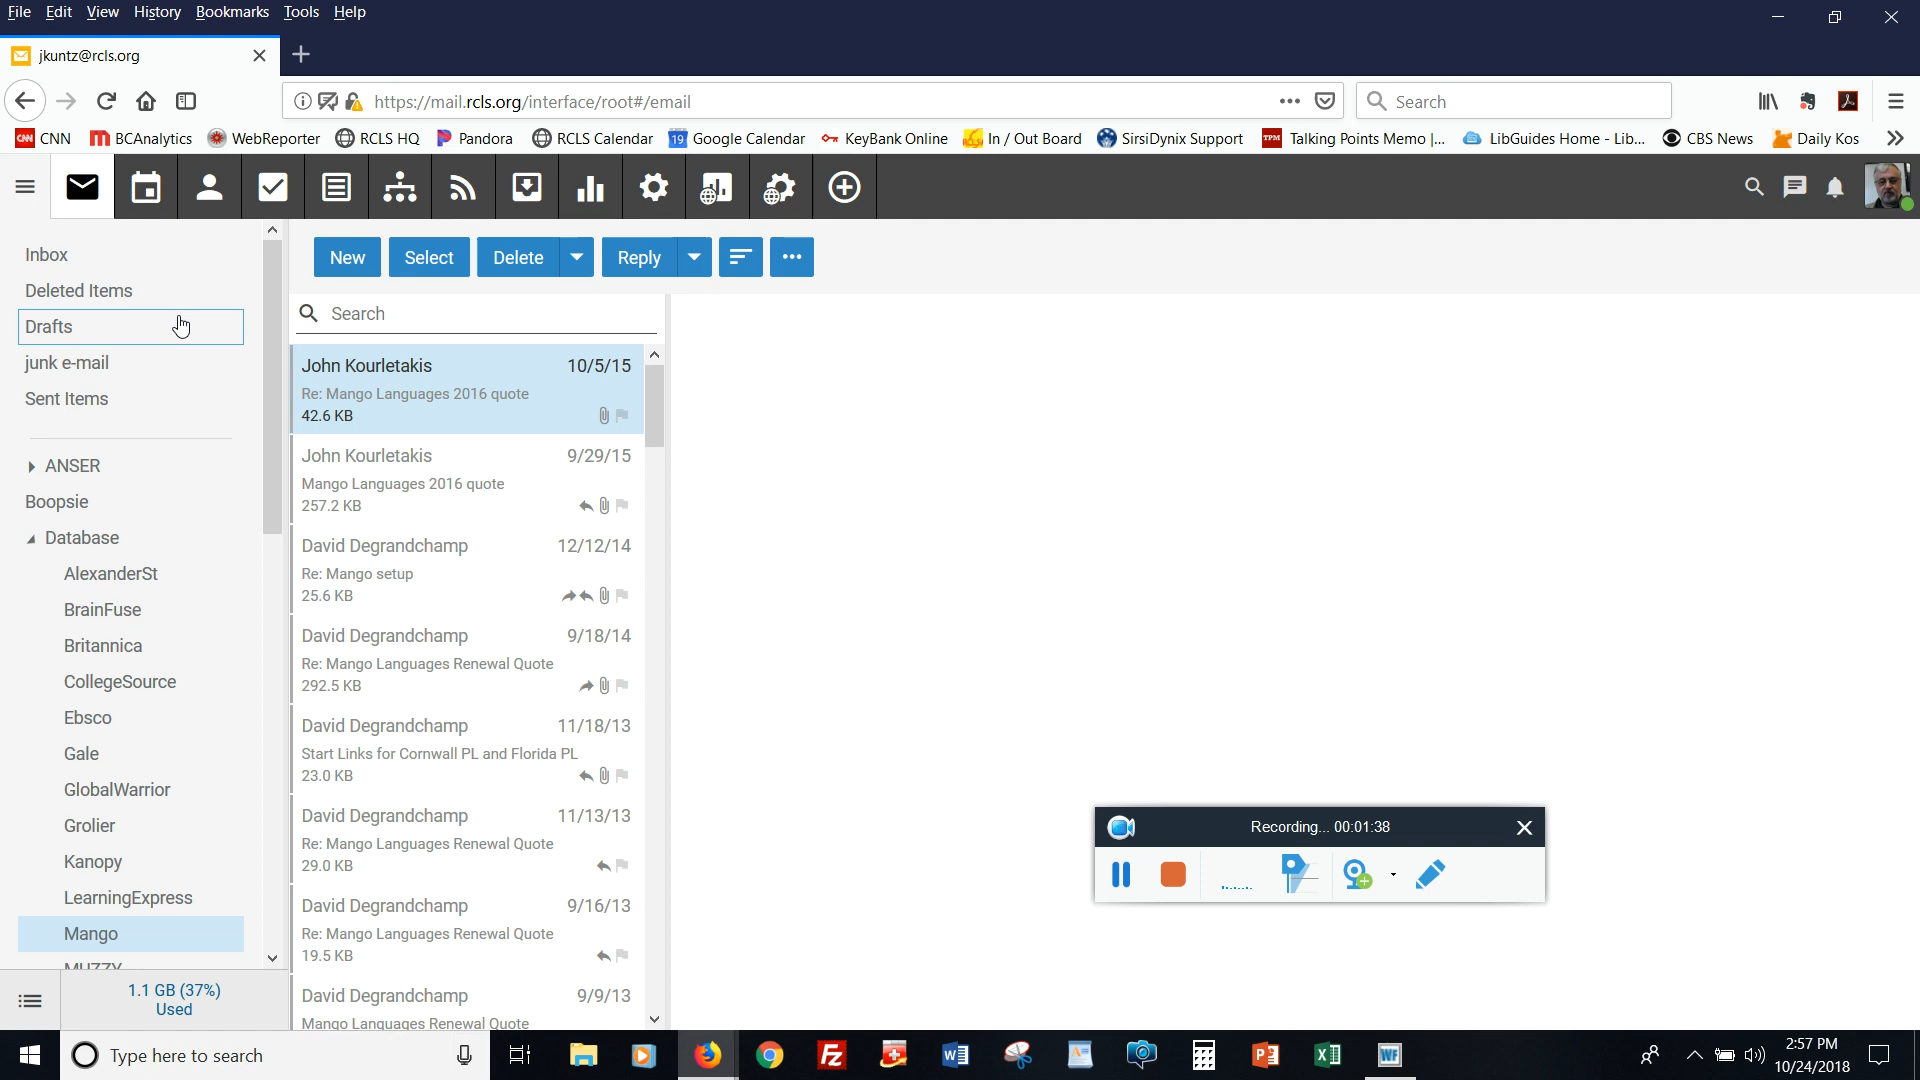 File Edit View History Bookmarks Tools Help
jkuntz@rcls.org
https://mail.rcls.org/interface/root#/email
Search
CNN BCAnalytics WebReporter RCLS HQ Pandora RCLS Calendar Google Calendar KeyBank Online In / Out Board SirsiDynix Support Talking Points Memo |... LibGuides Home - Lib... CBS News Daily Kos
Inbox
Deleted Items
Drafts
junk e-mail
Sent Items
ANSER
Boopsie
Database
AlexanderSt
BrainFuse
Britannica
CollegeSource
Ebsco
Gale
GlobalWarrior
Grolier
Kanopy
LearningExpress
Mango
MUZZY
1.1 GB (37%)
Used
New Select Delete Reply
Search
John Kourletakis 10/5/15
Re: Mango Languages 2016 quote
42.6 KB
John Kourletakis 9/29/15
Mango Languages 2016 quote
257.2 KB
David Degrandchamp 12/12/14
Re: Mango setup
25.6 KB
David Degrandchamp 9/18/14
Re: Mango Languages Renewal Quote
292.5 KB
David Degrandchamp 11/18/13
Start Links for Cornwall PL and Florida PL
23.0 KB
David Degrandchamp 11/13/13
Re: Mango Languages Renewal Quote
29.0 KB
David Degrandchamp 9/16/13
Re: Mango Languages Renewal Quote
19.5 KB
David Degrandchamp 9/9/13
Mango Languages Renewal Quote
Recording... 00:01:38
Type here to search
2:57 PM
10/24/2018